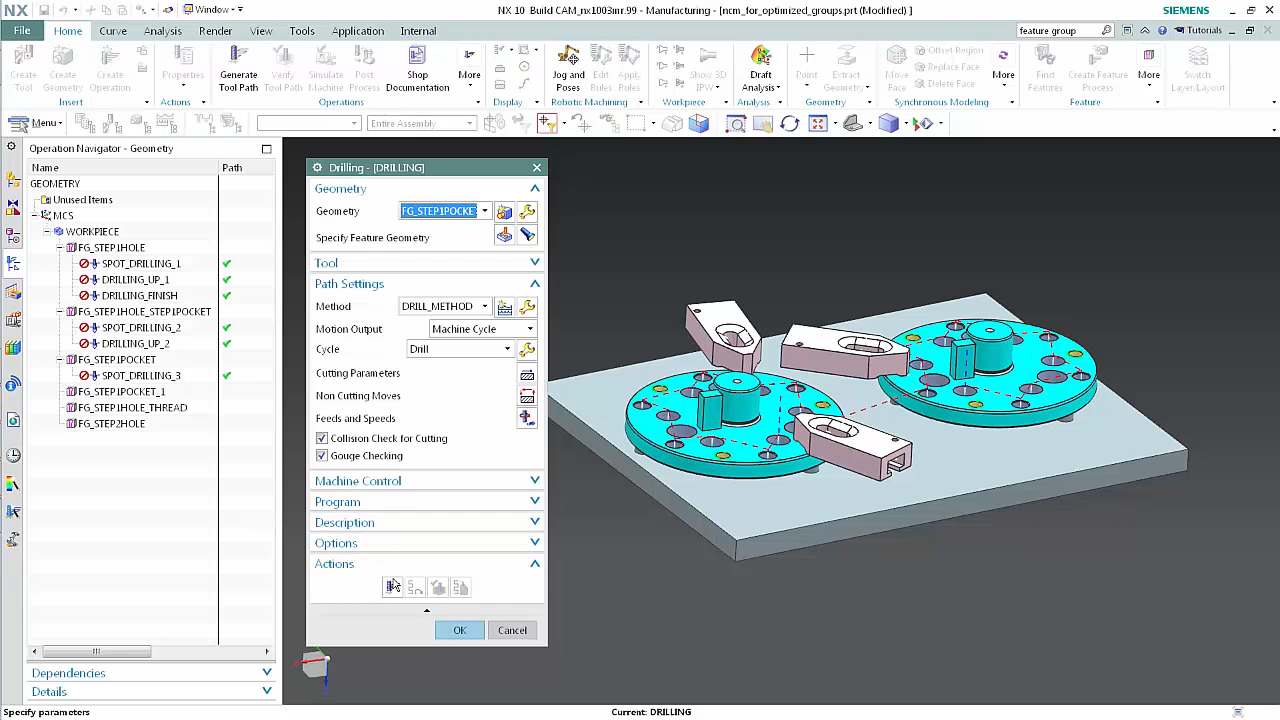 NX
Window
NX 10 Build CAM_nx1003mr.99 - Manufacturing - [ncm_for_optimized_groups.prt (Modified) ]
SIEMENS
File Home Curve Analysis Render View Tools Application Internal
feature group
Tutorials
Create Tool
Create Geometry
Create Operation
Properties
Generate Tool Path
Verify Tool Path
Simulate Machine
Post Process
Shop Documentation
More
Jog and Poses
Edit Rules
Apply Rules
Show 3D IPW
Draft Analysis
Point
Extract Geometry
Move Face
Offset Region
Replace Face
Delete Face
More
Find Features
Create Feature Process
More
Switch Layer/Layout
Insert Actions Operations Display Robotic Machining Workpiece Analysis Geometry Synchronous Modeling Feature
Menu
Entire Assembly
Operation Navigator - Geometry
Name Path
GEOMETRY
Unused Items
MCS
WORKPIECE
FG_STEP1HOLE
SPOT_DRILLING_1
DRILLING_UP_1
DRILLING_FINISH
FG_STEP1HOLE_STEP1POCKET
SPOT_DRILLING_2
DRILLING_UP_2
FG_STEP1POCKET
SPOT_DRILLING_3
FG_STEP1POCKET_1
FG_STEP1HOLE_THREAD
FG_STEP2HOLE
Dependencies
Details
Drilling - [DRILLING]
Geometry
Geometry FG_STEP1POCKE
Specify Feature Geometry
Tool
Path Settings
Method DRILL_METHOD
Motion Output Machine Cycle
Cycle Drill
Cutting Parameters
Non Cutting Moves
Feeds and Speeds
Collision Check for Cutting
Gouge Checking
Machine Control
Program
Description
Options
Actions
OK Cancel
Specify parameters
Current: DRILLING